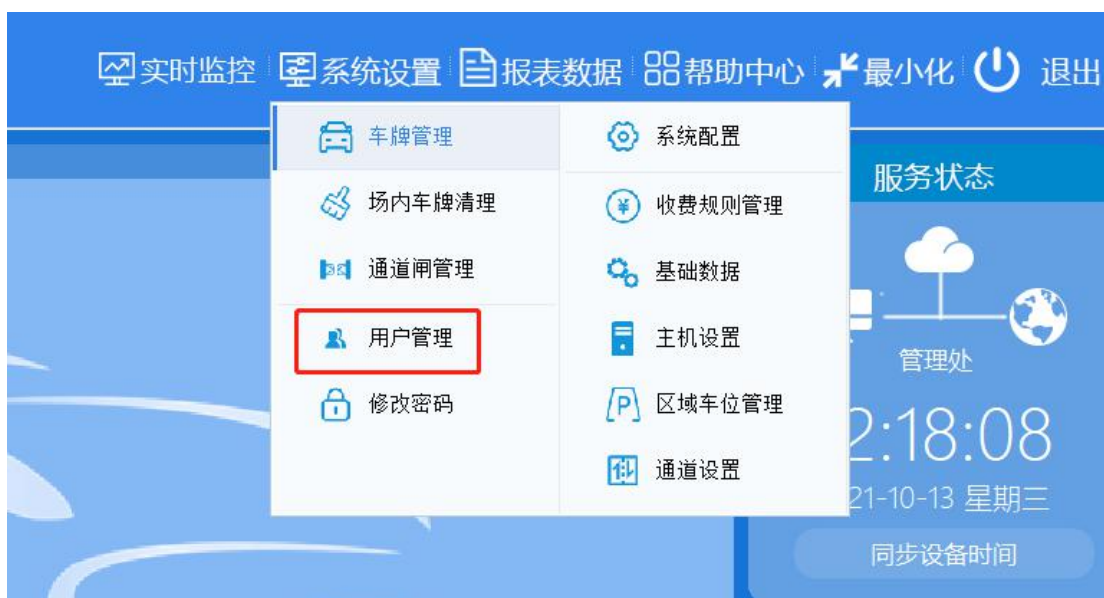 实时监控 系统设置 报表数据 帮助中心 最小化 退出
车牌管理 系统配置
服务状态
场内车牌清理 收费规则管理
通道闸管理 基础数据
用户管理 主机设置
管理处
修改密码 区域车位管理
2:18:08
通道设置
21-10-13 星期三
同步设备时间